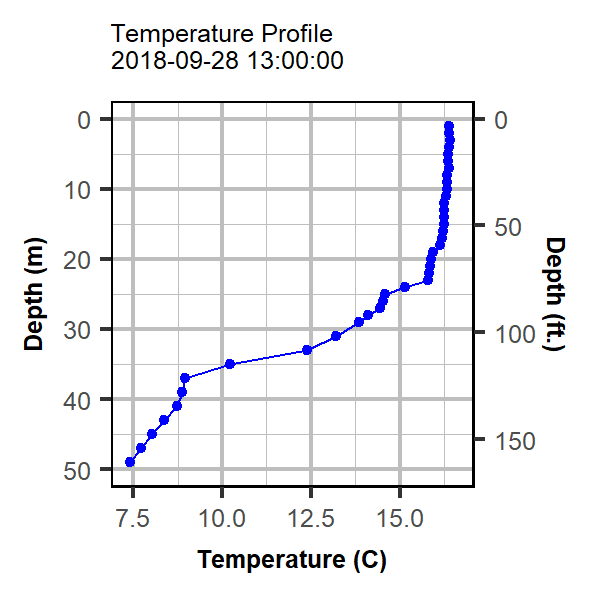 Temperature Profile
2018-09-28 13:00:00
0
10
20
30
40
50
Depth (m)
0
50
100
150
Depth (ft.)
7.5 10.0 12.5 15.0
Temperature (C)